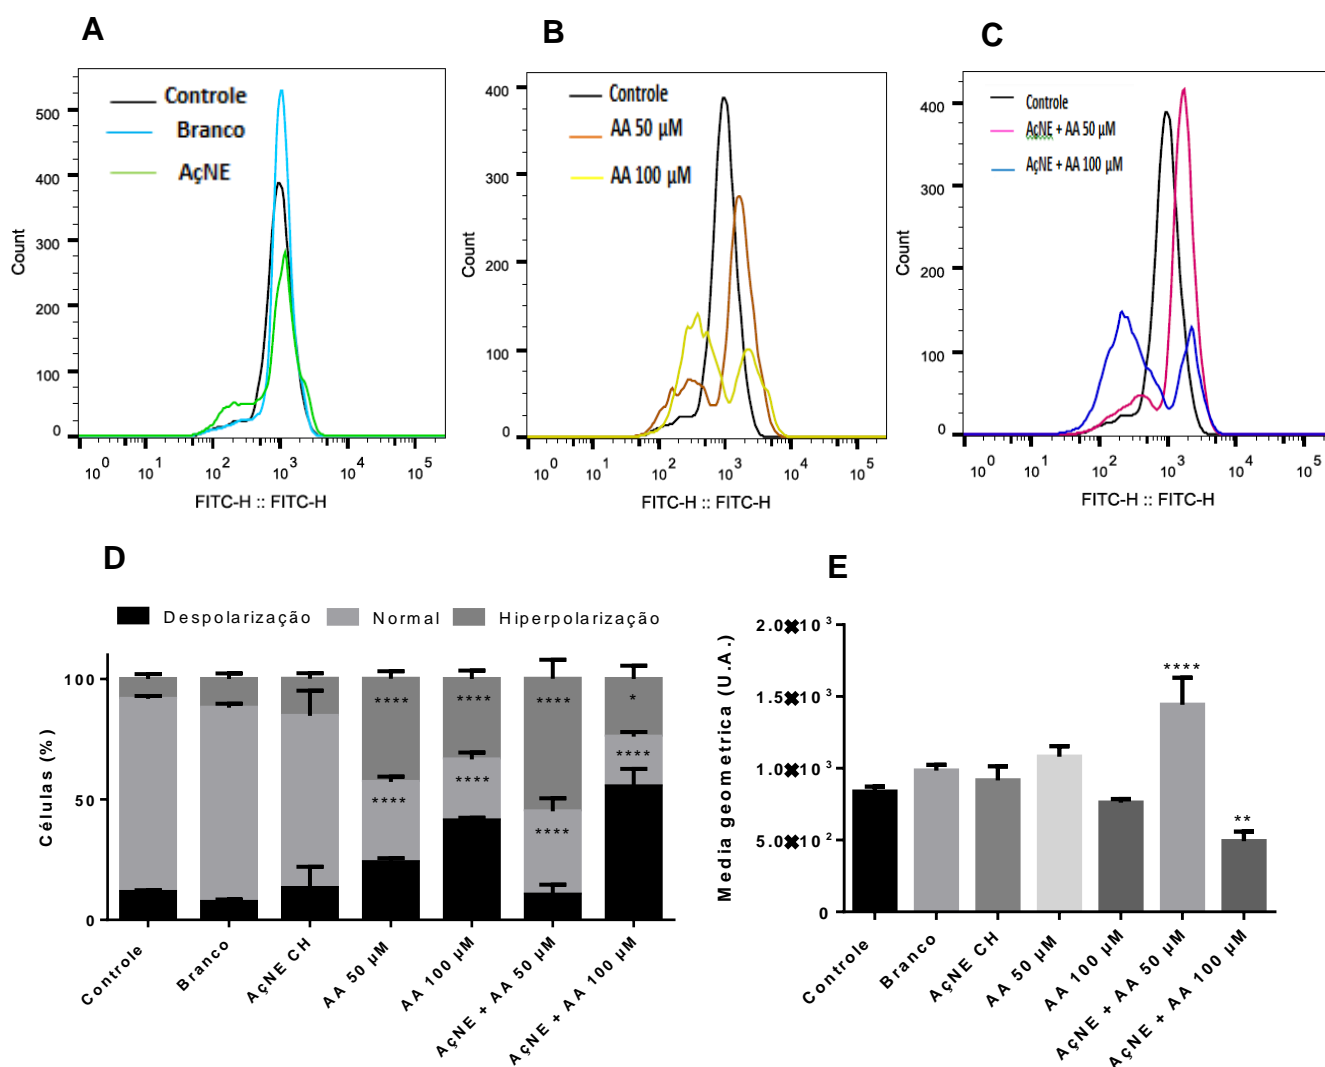 A
Controle
Branco
AçNE
500
400
300
200
100
0
Count
10^0 10^1 10^2 10^3 10^4 10^5
FITC-H :: FITC-H
B
Controle
AA 50 µM
AA 100 µM
400
300
200
100
0
Count
10^0 10^1 10^2 10^3 10^4 10^5
FITC-H :: FITC-H
C
Controle
AçNE + AA 50 µM
AçNE + AA 100 µM
400
300
200
100
0
Count
10^0 10^1 10^2 10^3 10^4 10^5
FITC-H :: FITC-H
D
Despolarização Normal Hiperpolarização
Células (%)
100
50
0
**** **** **** *
**** **** **** ****
Controle
Branco
AçNE CH
AA 50 µM
AA 100 µM
AçNE + AA 50 µM
AçNE + AA 100 µM
E
Media geometrica (U.A.)
2.0×10^3
1.5×10^3
1.0×10^3
5.0×10^2
0
****
**
Controle
Branco
AçNE CH
AA 50 µM
AA 100 µM
AçNE + AA 50 µM
AçNE + AA 100 µM